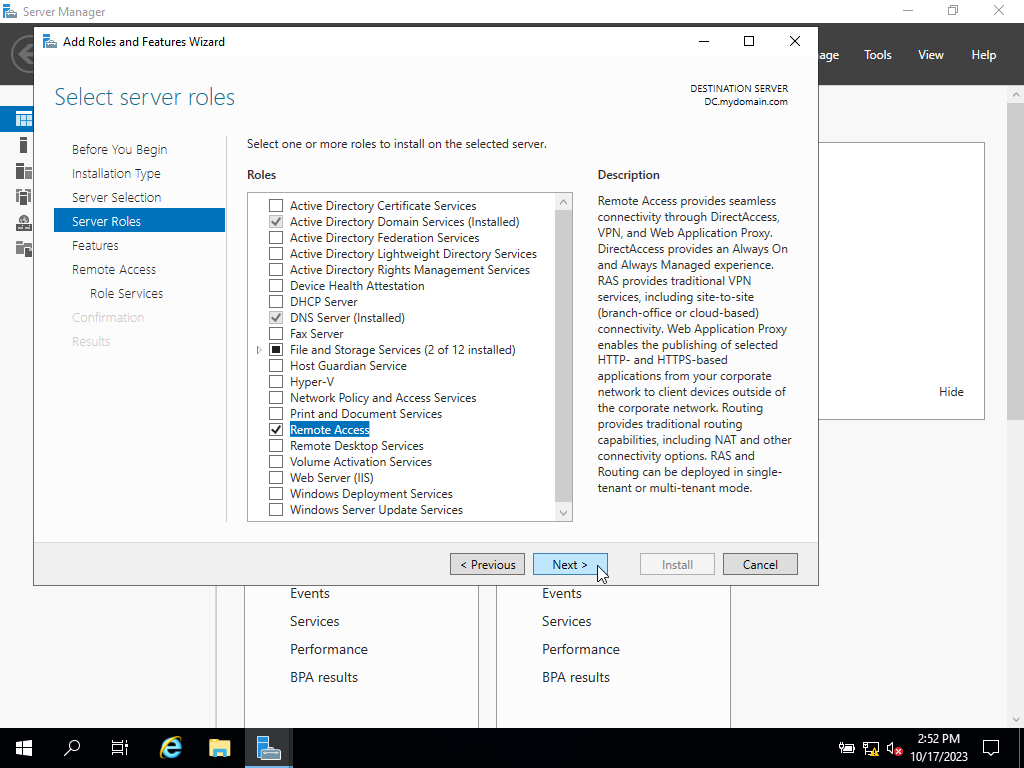 Server Manager
Add Roles and Features Wizard
Tools
View
Help
Select server roles
DESTINATION SERVER
DC.mydomain.com
Before You Begin
Installation Type
Server Selection
Server Roles
Features
Remote Access
Role Services
Confirmation
Results
Select one or more roles to install on the selected server.
Roles
Active Directory Certificate Services
Active Directory Domain Services (Installed)
Active Directory Federation Services
Active Directory Lightweight Directory Services
Active Directory Rights Management Services
Device Health Attestation
DHCP Server
DNS Server (Installed)
Fax Server
File and Storage Services (2 of 12 installed)
Host Guardian Service
Hyper-V
Network Policy and Access Services
Print and Document Services
Remote Access
Remote Desktop Services
Volume Activation Services
Web Server (IIS)
Windows Deployment Services
Windows Server Update Services
Description
Remote Access provides seamless
connectivity through DirectAccess,
VPN, and Web Application Proxy.
DirectAccess provides an Always On
and Always Managed experience.
RAS provides traditional VPN
services, including site-to-site
(branch-office or cloud-based)
connectivity. Web Application Proxy
enables the publishing of selected
HTTP- and HTTPS-based
applications from your corporate
network to client devices outside of
the corporate network. Routing
provides traditional routing
capabilities, including NAT and other
connectivity options. RAS and
Routing can be deployed in single-
tenant or multi-tenant mode.
Hide
< Previous
Next >
Install
Cancel
Events
Services
Performance
BPA results
Events
Services
Performance
BPA results
2:52 PM
10/17/2023